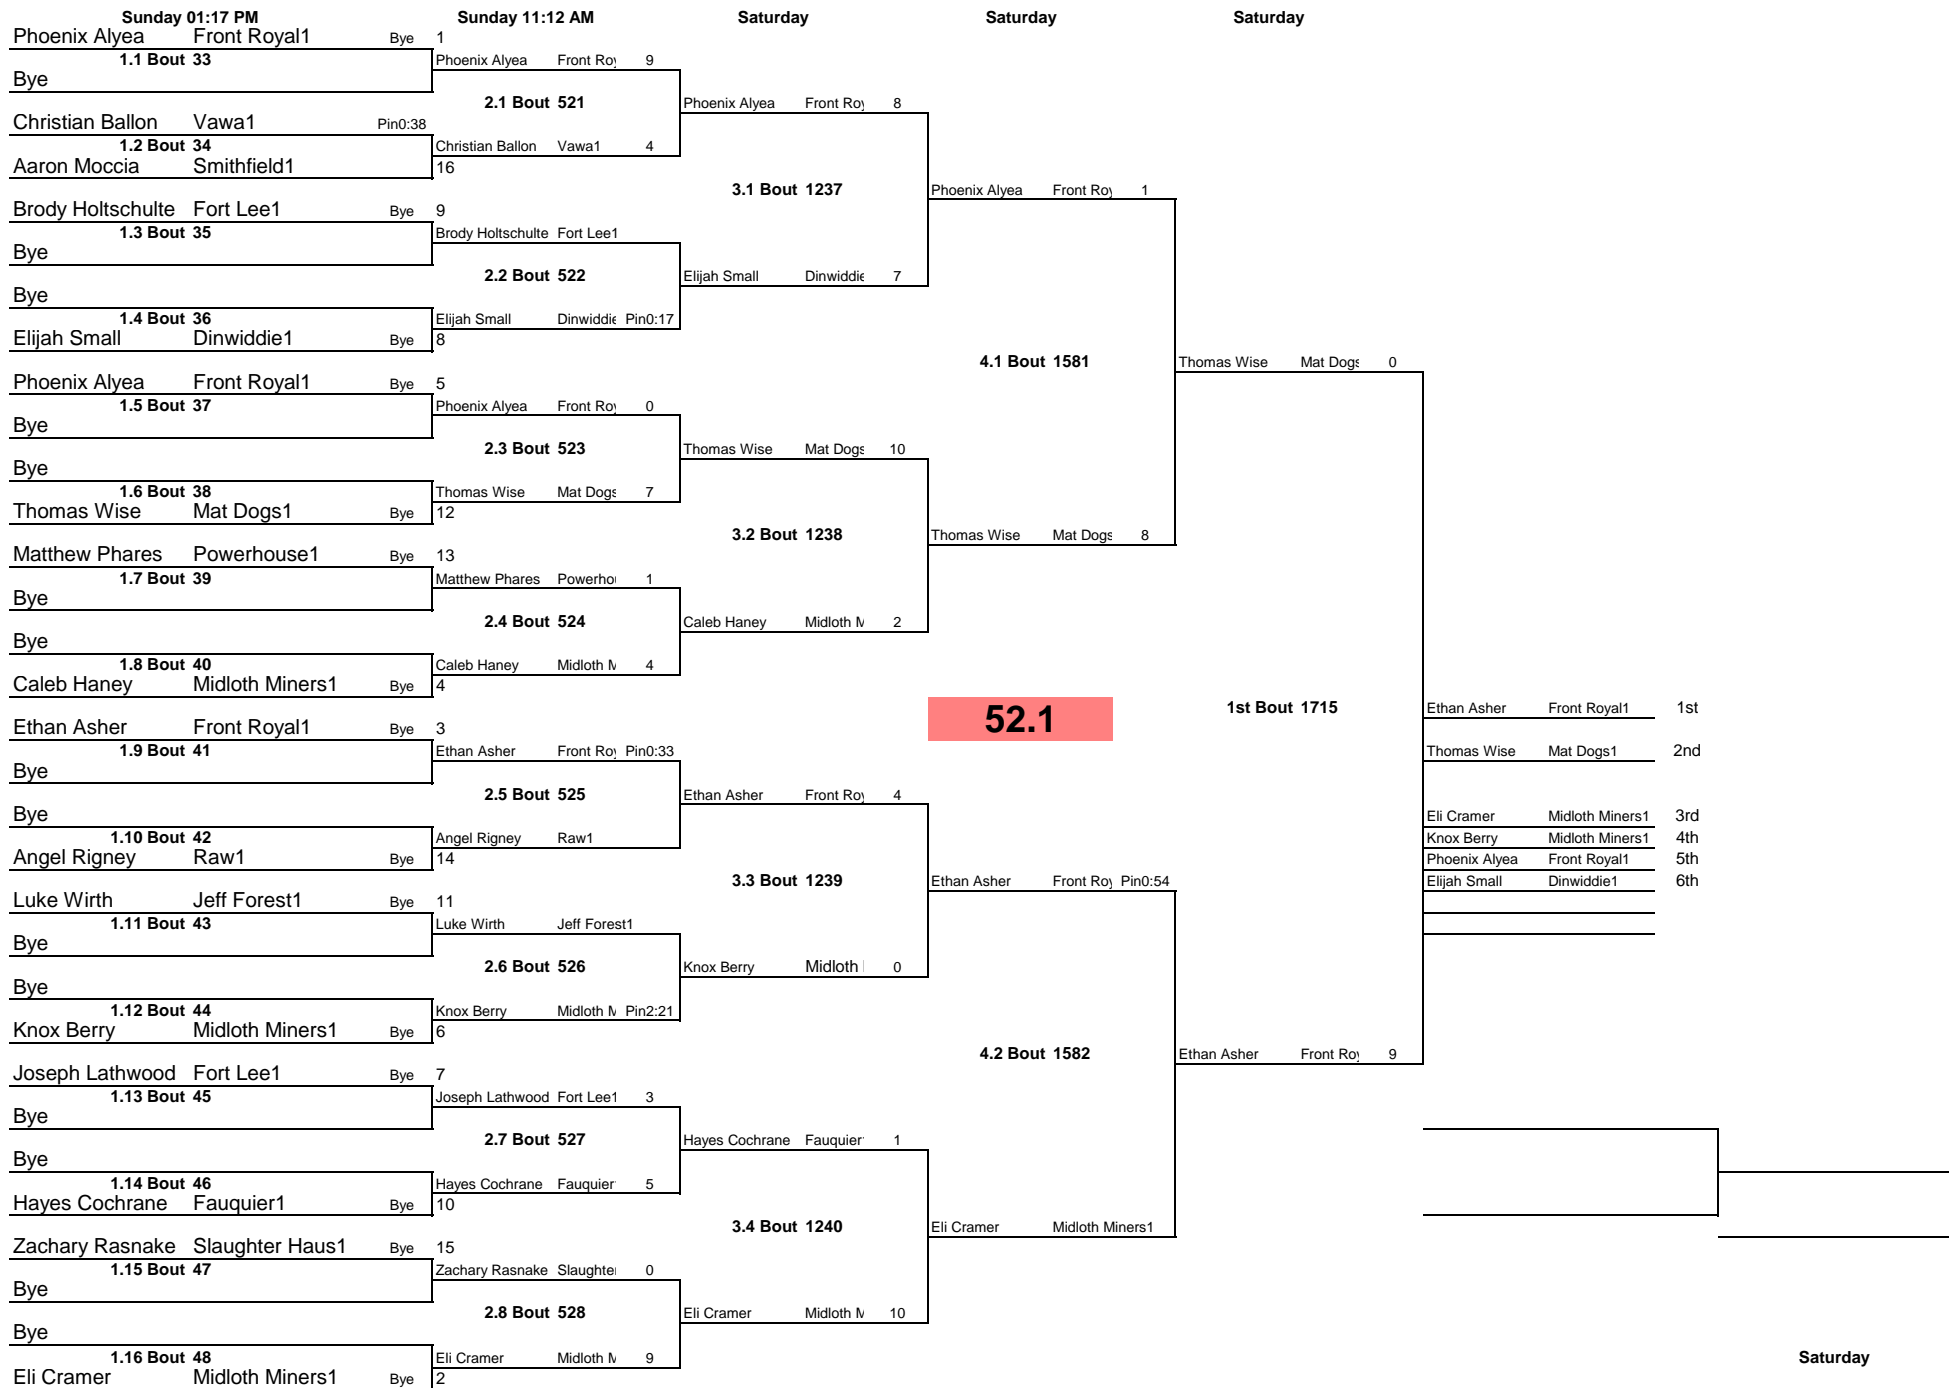 Sunday 01:17 PM Sunday 11:12 AM Saturday Saturday Saturday
Phoenix Alyea Front Royal1 Bye 1
1.1 Bout 33 Phoenix Alyea Front Roy 9
Bye
2.1 Bout 521 Phoenix Alyea Front Roy 8
Christian Ballon Vawa1 Pin0:38
1.2 Bout 34 Christian Ballon Vawa1 4
Aaron Moccia Smithfield1 16
3.1 Bout 1237 Phoenix Alyea Front Roy 1
Brody Holtschulte Fort Lee1 Bye 9
1.3 Bout 35 Brody Holtschulte Fort Lee1
Bye
2.2 Bout 522 Elijah Small Dinwiddie 7
Bye
1.4 Bout 36 Elijah Small Dinwiddie Pin0:17
Elijah Small Dinwiddie1 Bye 8
4.1 Bout 1581 Thomas Wise Mat Dogs 0
Phoenix Alyea Front Royal1 Bye 5
1.5 Bout 37 Phoenix Alyea Front Roy 0
Bye
2.3 Bout 523 Thomas Wise Mat Dogs 10
Bye
1.6 Bout 38 Thomas Wise Mat Dogs 7
Thomas Wise Mat Dogs1 Bye 12
3.2 Bout 1238 Thomas Wise Mat Dogs 8
Matthew Phares Powerhouse1 Bye 13
1.7 Bout 39 Matthew Phares Powerhou 1
Bye
2.4 Bout 524 Caleb Haney Midloth M 2
Bye
1.8 Bout 40 Caleb Haney Midloth M 4
Caleb Haney Midloth Miners1 Bye 4
52.1 1st Bout 1715 Ethan Asher Front Royal1 1st
Ethan Asher Front Royal1 Bye 3
1.9 Bout 41 Ethan Asher Front Roy Pin0:33 Thomas Wise Mat Dogs1 2nd
Bye
2.5 Bout 525 Ethan Asher Front Roy 4
Bye Eli Cramer Midloth Miners1 3rd
1.10 Bout 42 Angel Rigney Raw1 Knox Berry Midloth Miners1 4th
Angel Rigney Raw1 Bye 14 Phoenix Alyea Front Royal1 5th
3.3 Bout 1239 Ethan Asher Front Roy Pin0:54 Elijah Small Dinwiddie1 6th
Luke Wirth Jeff Forest1 Bye 11
1.11 Bout 43 Luke Wirth Jeff Forest1
Bye
2.6 Bout 526 Knox Berry Midloth 0
Bye
1.12 Bout 44 Knox Berry Midloth M Pin2:21
Knox Berry Midloth Miners1 Bye 6
4.2 Bout 1582 Ethan Asher Front Roy 9
Joseph Lathwood Fort Lee1 Bye 7
1.13 Bout 45 Joseph Lathwood Fort Lee1 3
Bye
2.7 Bout 527 Hayes Cochrane Fauquier 1
Bye
1.14 Bout 46 Hayes Cochrane Fauquier 5
Hayes Cochrane Fauquier1 Bye 10
3.4 Bout 1240 Eli Cramer Midloth Miners1
Zachary Rasnake Slaughter Haus1 Bye 15
1.15 Bout 47 Zachary Rasnake Slaughter 0
Bye
2.8 Bout 528 Eli Cramer Midloth M 10
Bye
1.16 Bout 48 Eli Cramer Midloth M 9 Saturday
Eli Cramer Midloth Miners1 Bye 2